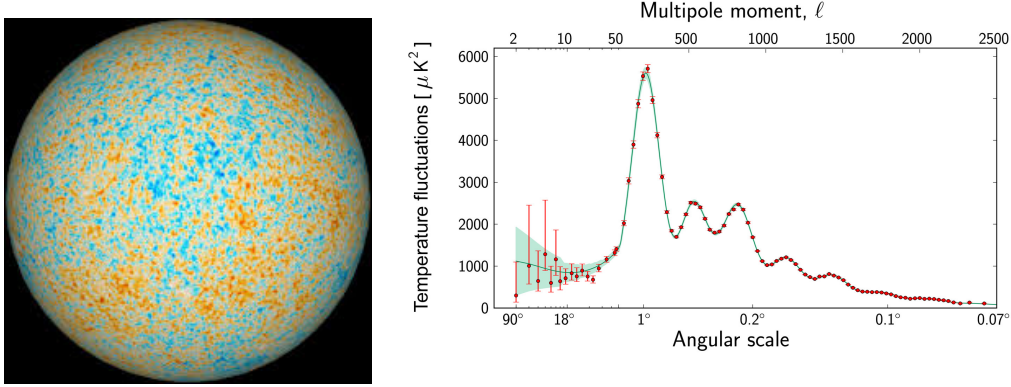 Multipole moment, ℓ
2 10 50 500 1000 1500 2000 2500
Temperature fluctuations [ μ K² ]
6000
5000
4000
3000
2000
1000
0
90° 18° 1° 0.2° 0.1° 0.07°
Angular scale